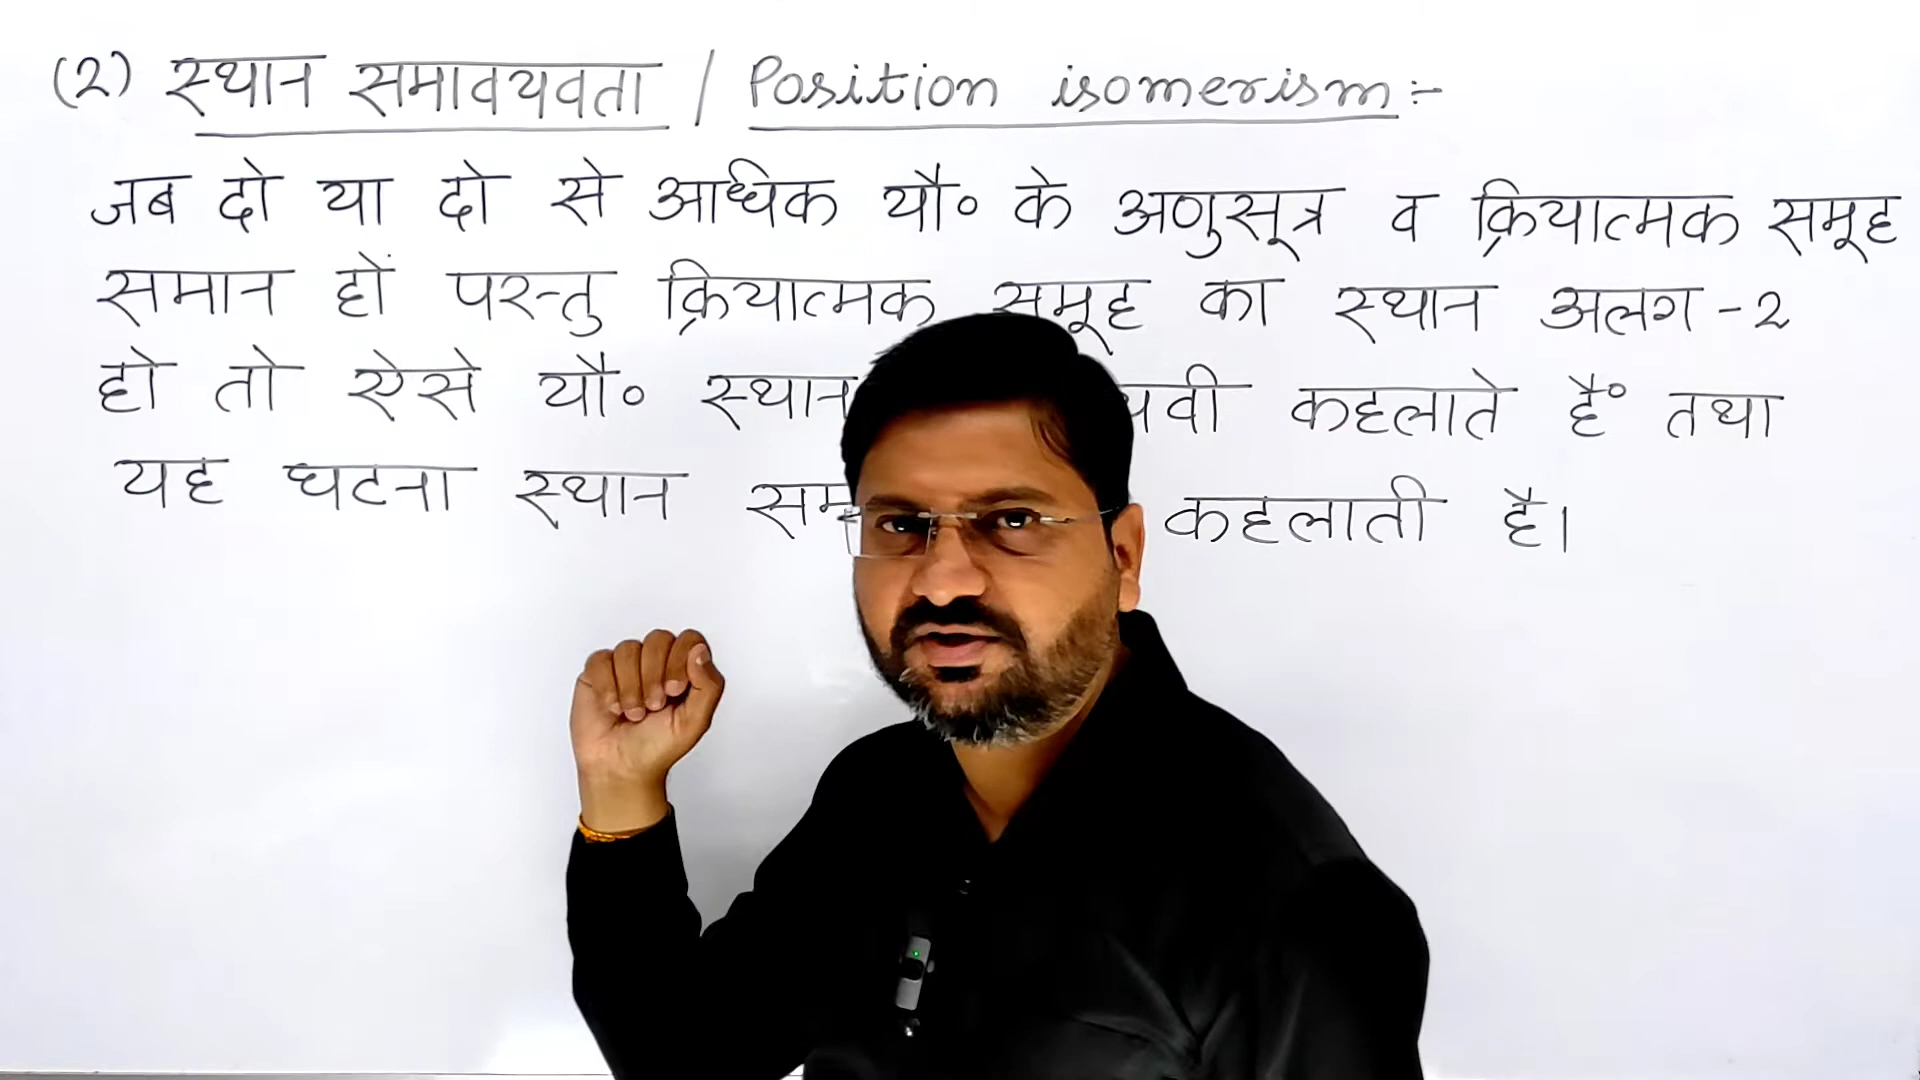 (2) स्थान समावयवता / Position isomerism :-
जब दो या दो से अधिक यौ० के अणुसूत्र व क्रियात्मक समूह
समान हों परन्तु क्रियात्मक समूह का स्थान अलग-2
हो तो ऐसे यौ० स्थान कहलाते हैं तथा
यह घटना स्थान कहलाती है।